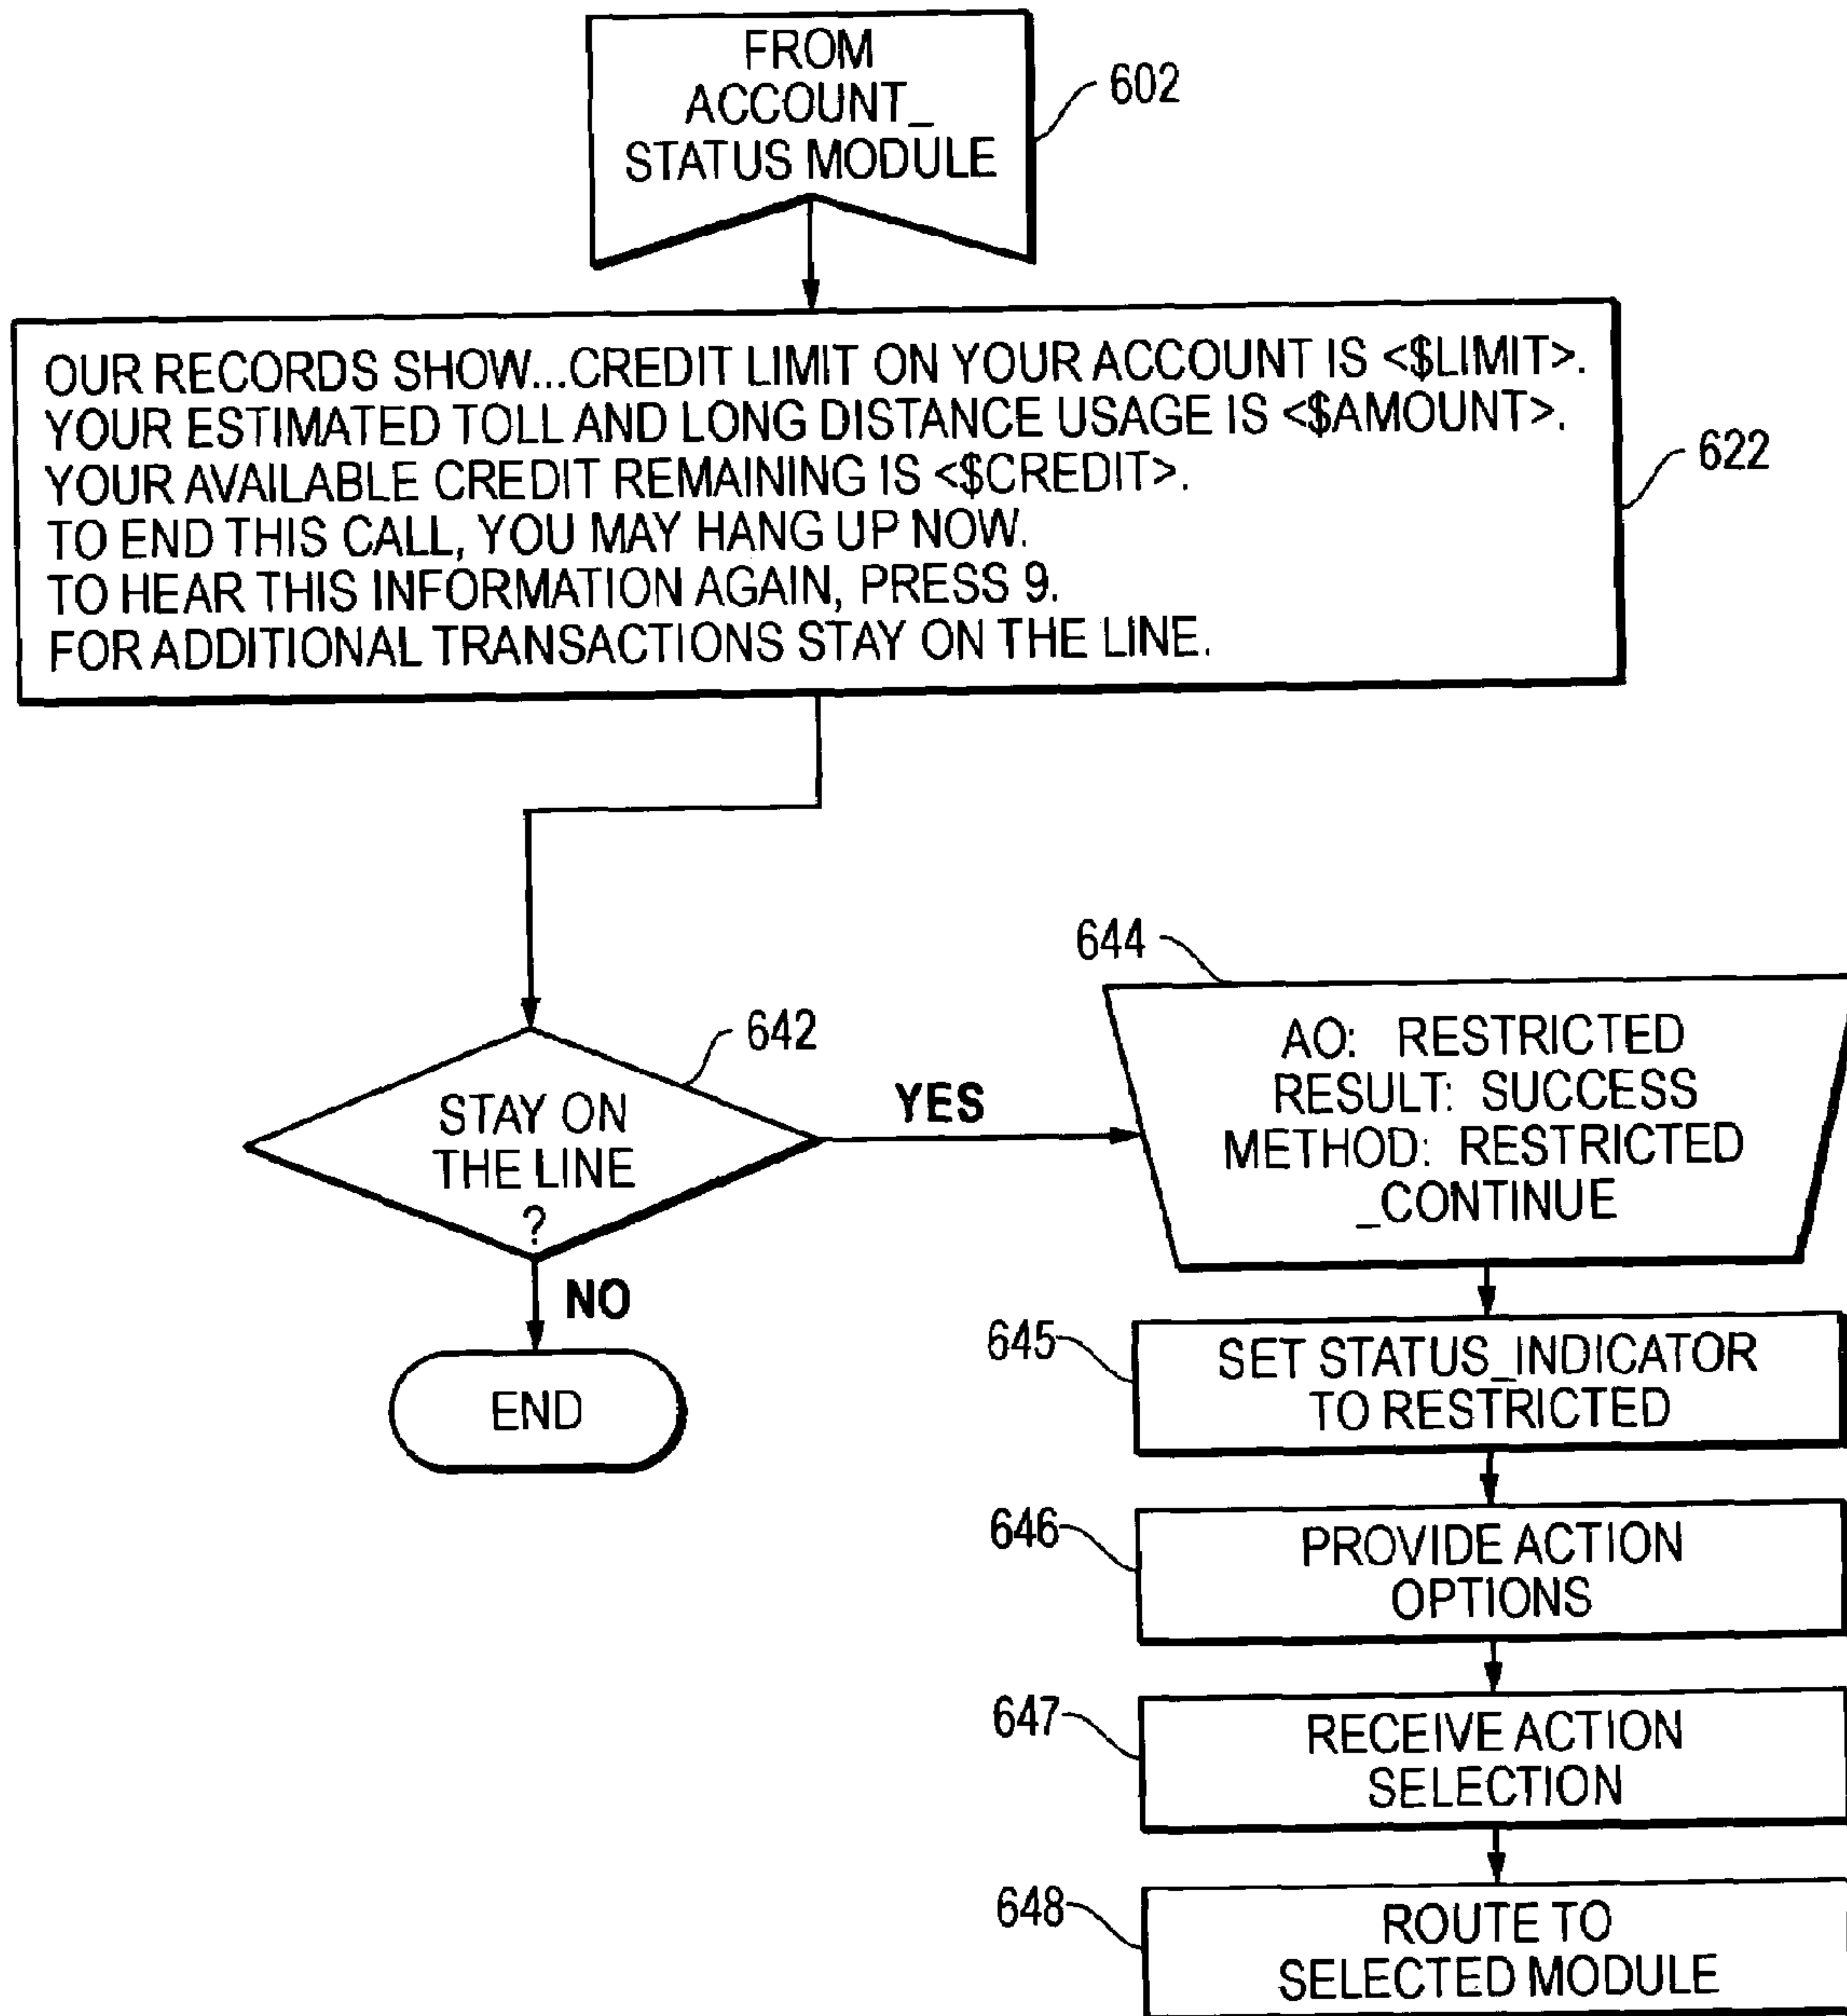 FROM
ACCOUNT_
STATUS MODULE
602
OUR RECORDS SHOW...CREDIT LIMIT ON YOUR ACCOUNT IS <$LIMIT>.
YOUR ESTIMATED TOLL AND LONG DISTANCE USAGE IS <$AMOUNT>.
YOUR AVAILABLE CREDIT REMAINING IS <$CREDIT>.
TO END THIS CALL, YOU MAY HANG UP NOW.
TO HEAR THIS INFORMATION AGAIN, PRESS 9.
FOR ADDITIONAL TRANSACTIONS STAY ON THE LINE.
622
642
STAY ON
THE LINE
?
YES
NO
END
644
AO: RESTRICTED
RESULT: SUCCESS
METHOD: RESTRICTED
_CONTINUE
645
SET STATUS_INDICATOR
TO RESTRICTED
646
PROVIDE ACTION
OPTIONS
647
RECEIVE ACTION
SELECTION
648
ROUTE TO
SELECTED MODULE